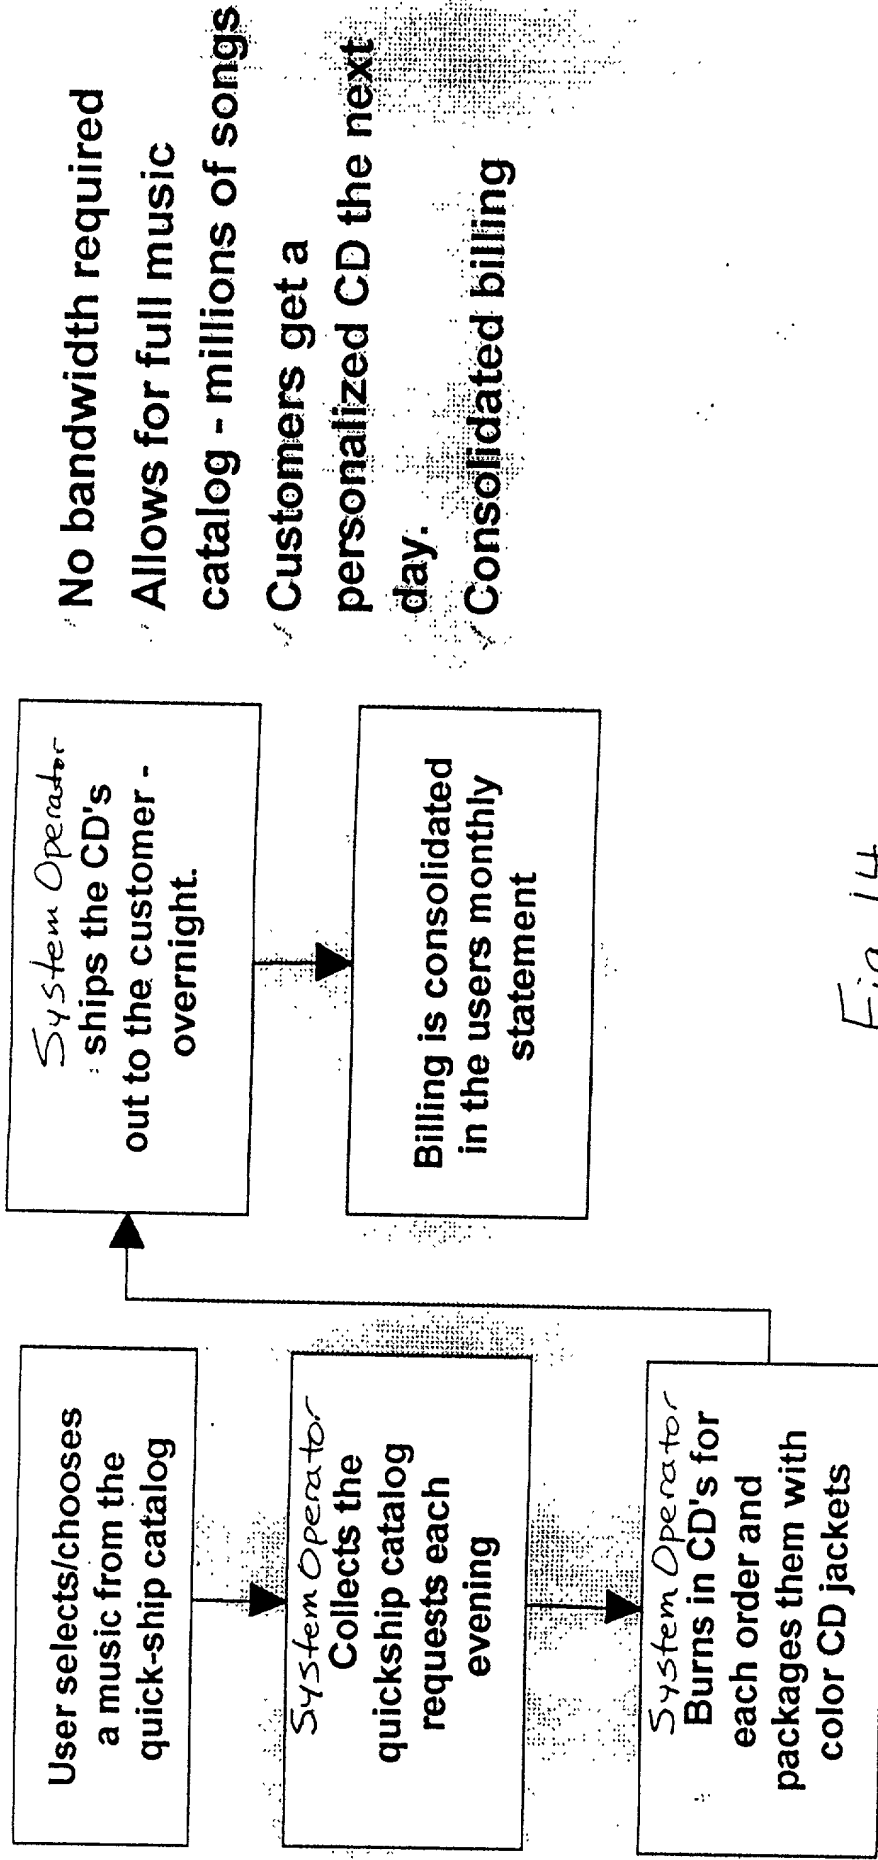 User selects/chooses
a music from the
quick-ship catalog
System Operator
Collects the
quickship catalog
requests each
evening
System Operator
Burns in CD's for
each order and
packages them with
color CD jackets
System Operator
ships the CD's
out to the customer -
overnight.
Billing is consolidated
in the users monthly
statement
No bandwidth required
Allows for full music
catalog - millions of songs
Customers get a
personalized CD the next
day.
Consolidated billing
Fig. 14